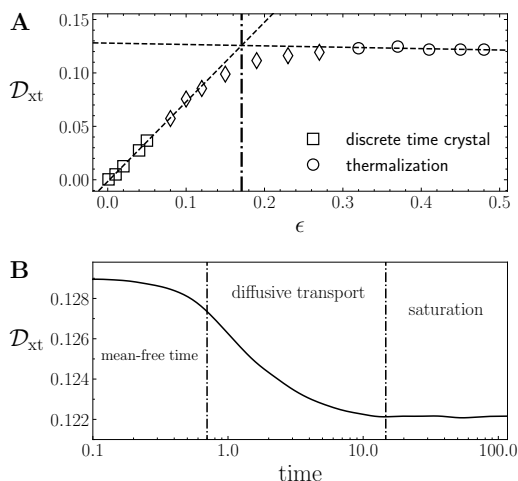 A
0.15
0.10
0.05
0.00
𝒟xt
discrete time crystal
thermalization
0.0 0.1 0.2 0.3 0.4 0.5
ϵ
B
0.128
0.126
0.124
0.122
𝒟xt
diffusive transport
saturation
mean-free time
0.1 1.0 10.0 100.0
time